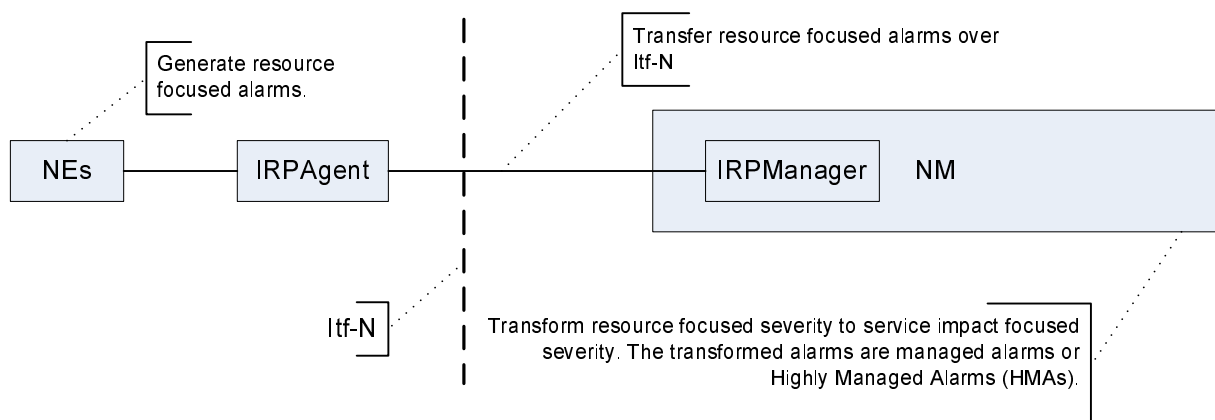 Generate resource
focused alarms.
Transfer resource focused alarms over
Itf-N
NEs
IRPAgent
IRPManager
NM
Itf-N
Transform resource focused severity to service impact focused
severity. The transformed alarms are managed alarms or
Highly Managed Alarms (HMAs).